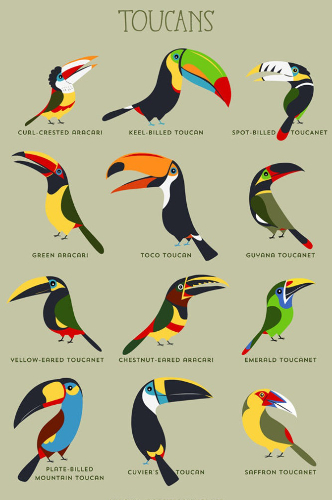 TOUCANS
CURL-CRESTED ARACARI
KEEL-BILLED TOUCAN
SPOT-BILLED TOUCANET
GREEN ARACARI
TOCO TOUCAN
GUYANA TOUCANET
YELLOW-EARED TOUCANET
CHESTNUT-EARED ARACARI
EMERALD TOUCANET
PLATE-BILLED
MOUNTAIN TOUCAN
CUVIER'S TOUCAN
SAFFRON TOUCANET